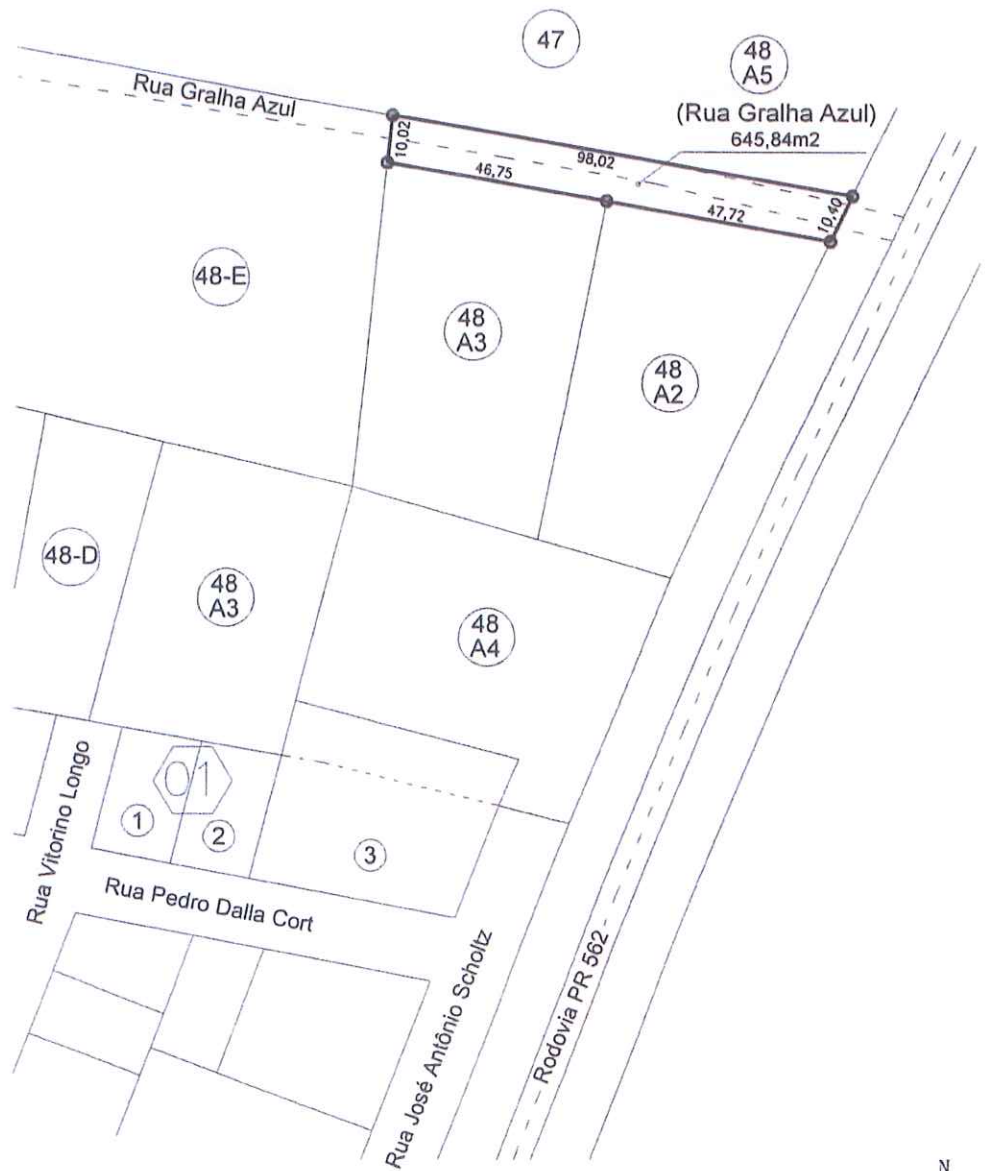 47
48
A5
(Rua Gralha Azul)
645,84m2
Rua Gralha Azul
10,02
98,02
46,75
47,72
10,40
48-E
48
A3
48
A2
48-D
48
A3
48
A4
01
1
2
3
Rua Vitorino Longo
Rua Pedro Dalla Cort
Rua José Antônio Scholtz
Rodovia PR 562
N